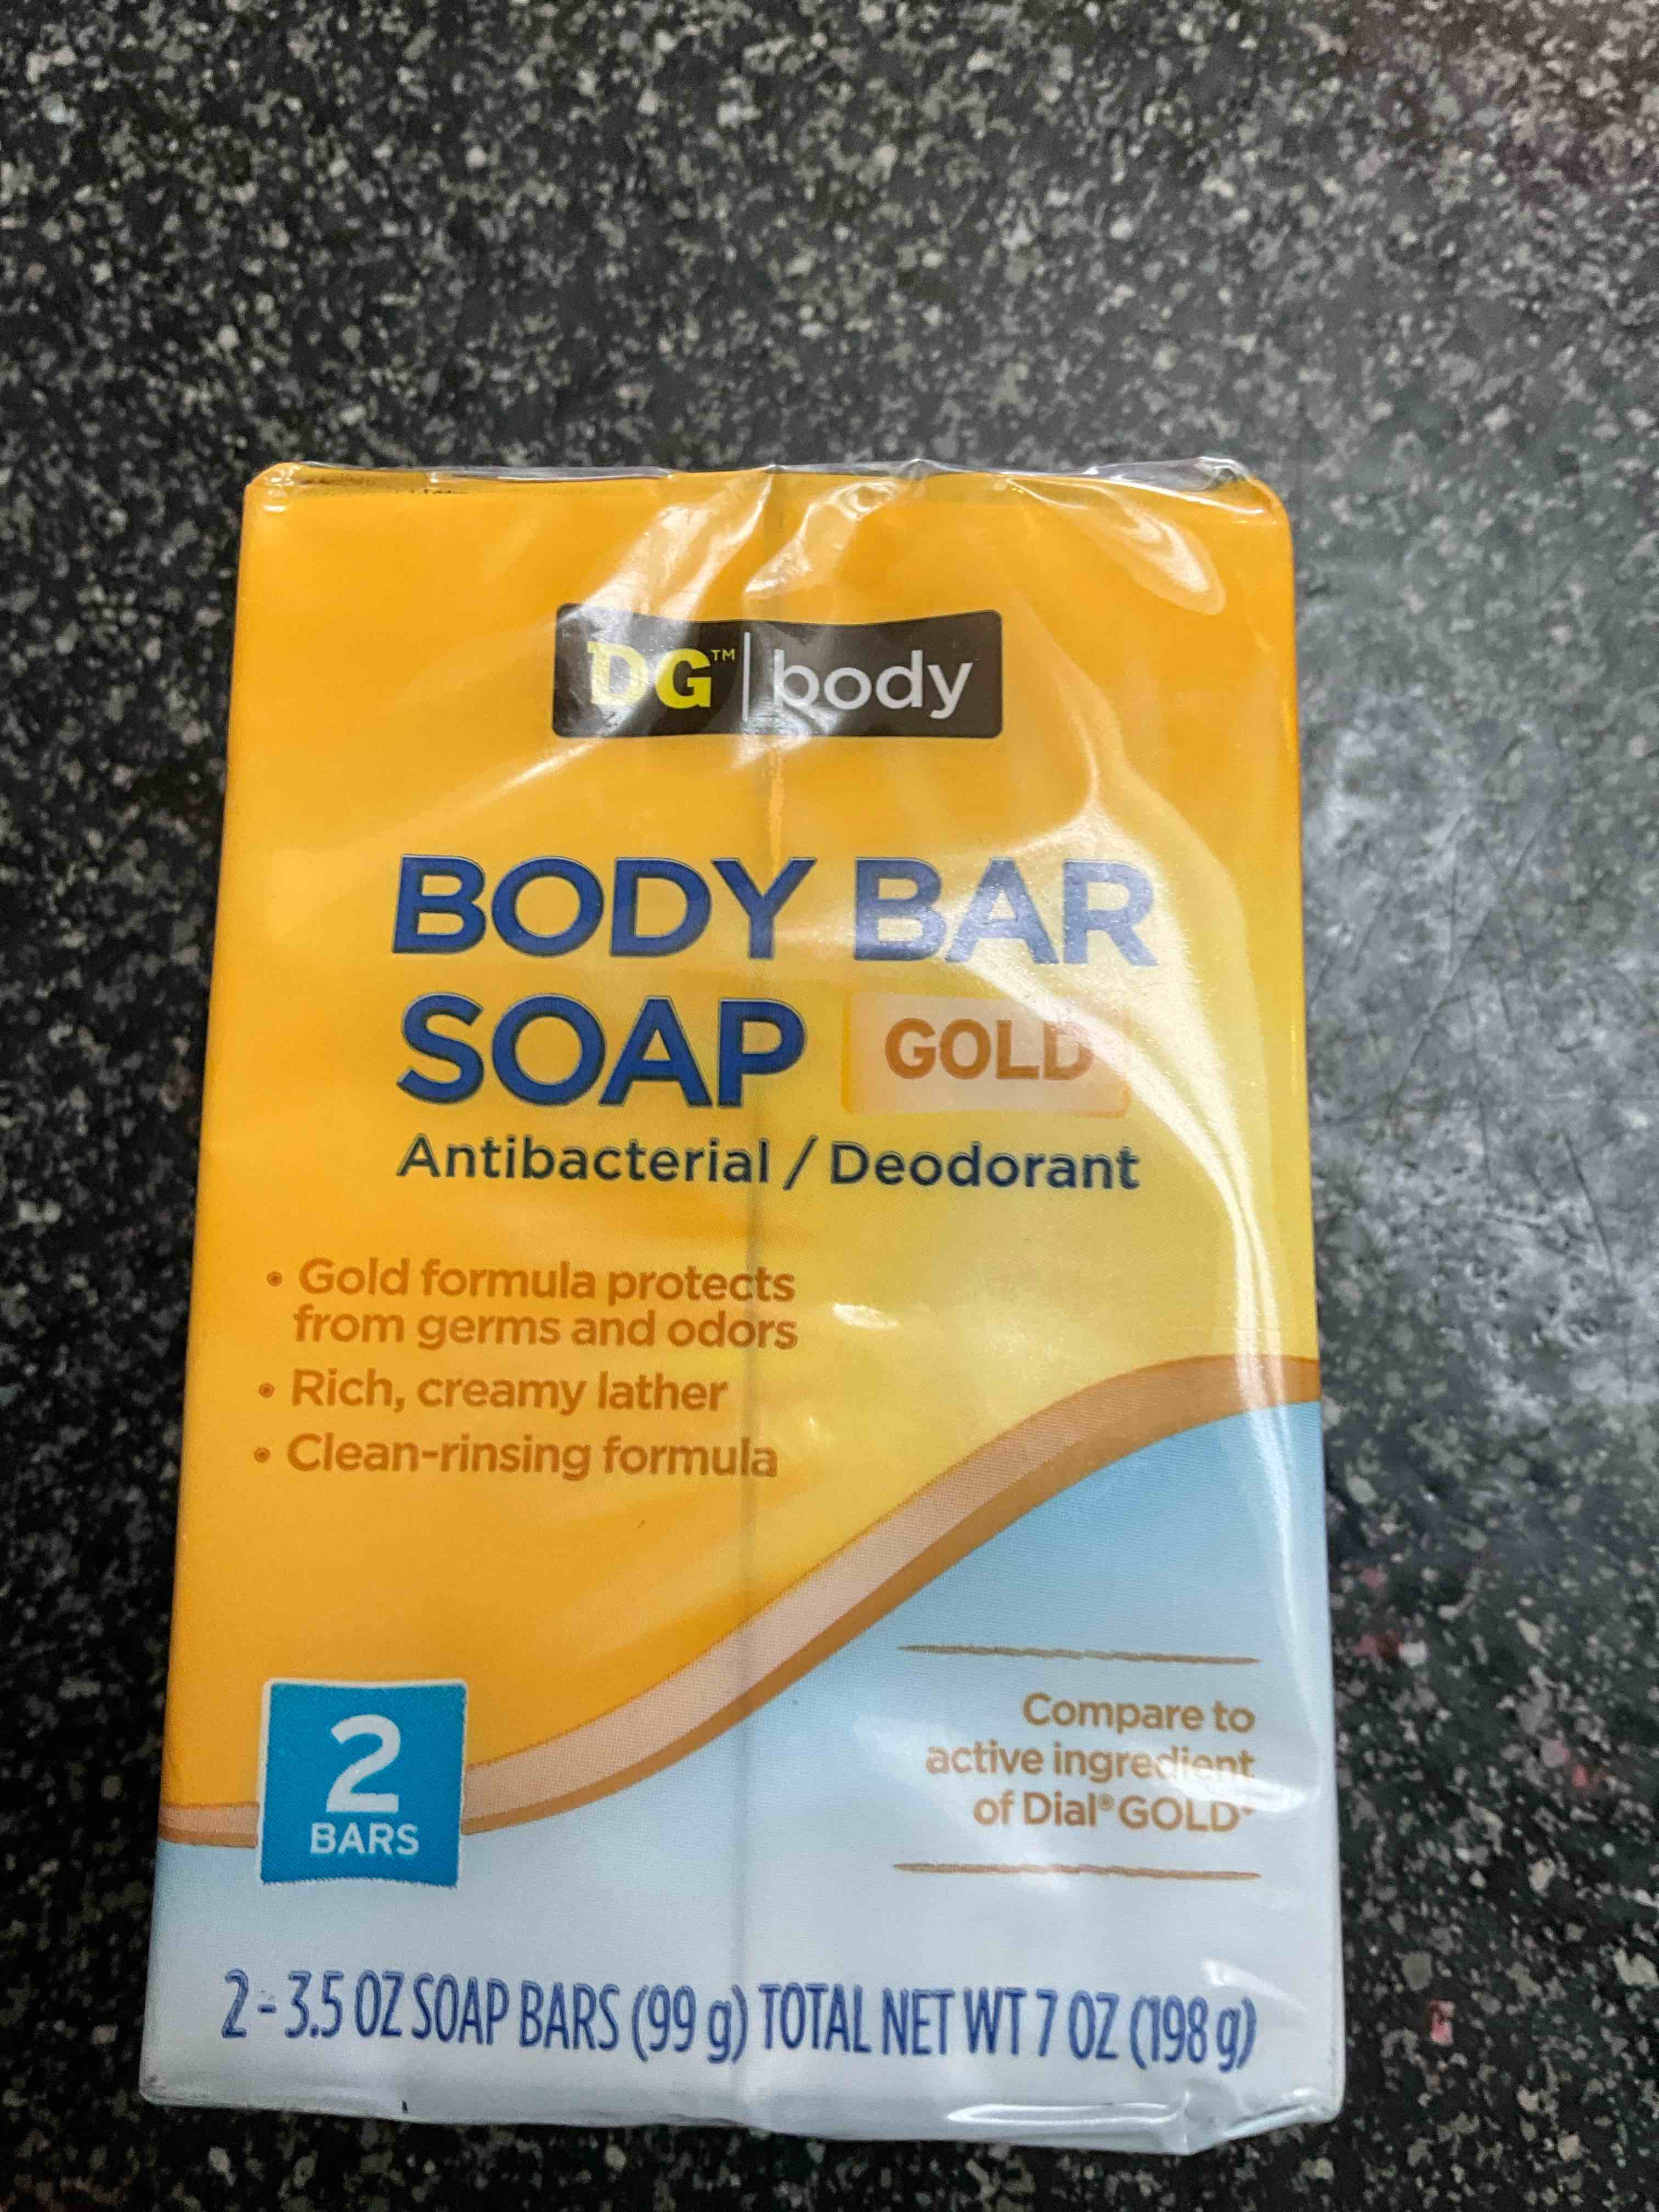 DG™ | body
BODY BAR
SOAP GOLD
Antibacterial / Deodorant
• Gold formula protects
from germs and odors
• Rich, creamy lather
• Clean-rinsing formula
2
BARS
Compare to
active ingredient
of Dial® GOLD*
2 - 3.5 OZ SOAP BARS (99 g) TOTAL NET WT 7 OZ (198 g)